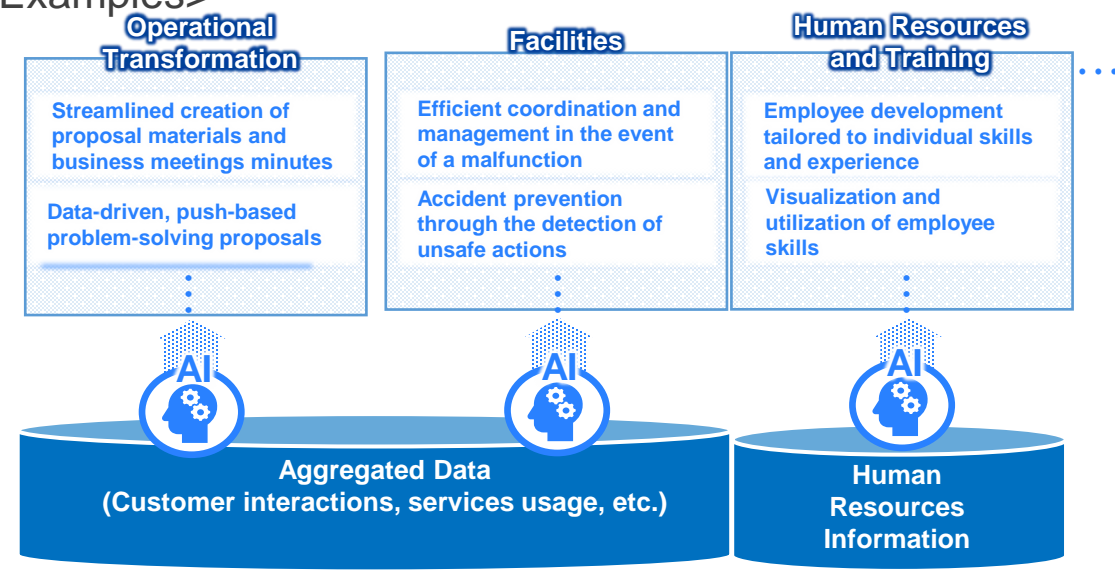 Examples>
Operational
Transformation
Streamlined creation of
proposal materials and
business meetings minutes
Data-driven, push-based
problem-solving proposals
Facilities
Efficient coordination and
management in the event
of a malfunction
Accident prevention
through the detection of
unsafe actions
Human Resources
and Training
Employee development
tailored to individual skills
and experience
Visualization and
utilization of employee
skills
AI
AI
AI
Aggregated Data
(Customer interactions, services usage, etc.)
Human
Resources
Information